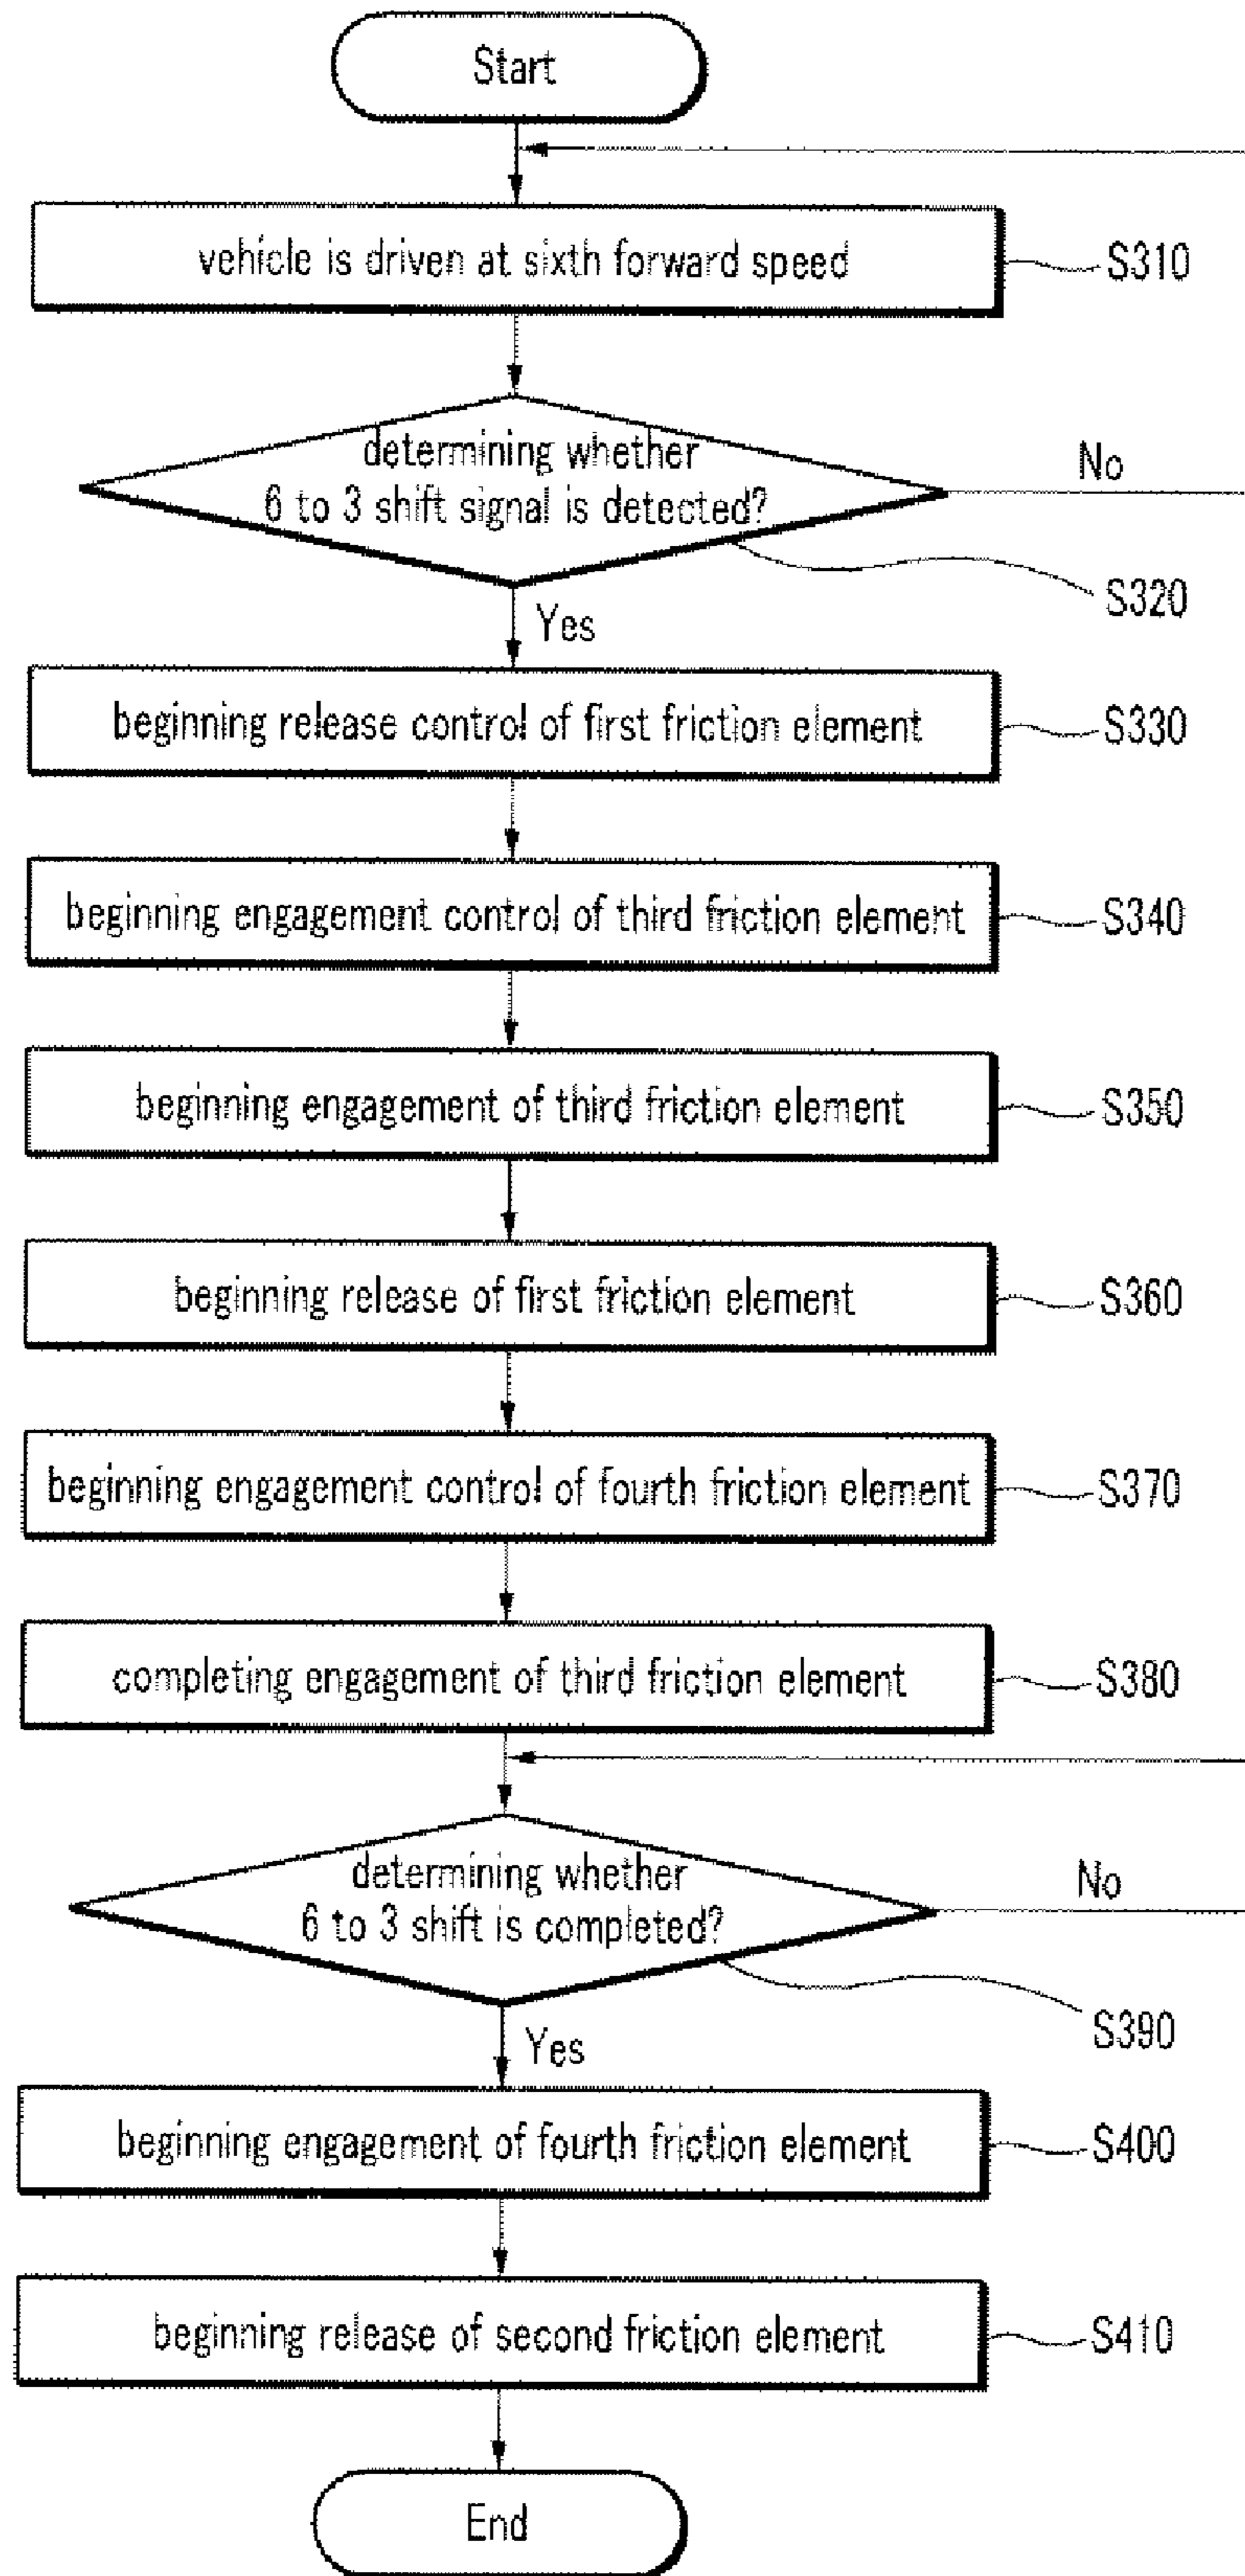 Start
vehicle is driven at sixth forward speed
S310
determining whether
6 to 3 shift signal is detected?
No
S320
Yes
beginning release control of first friction element
S330
beginning engagement control of third friction element
S340
beginning engagement of third friction element
S350
beginning release of first friction element
S360
beginning engagement control of fourth friction element
S370
completing engagement of third friction element
S380
determining whether
6 to 3 shift is completed?
No
S390
Yes
beginning engagement of fourth friction element
S400
beginning release of second friction element
S410
End